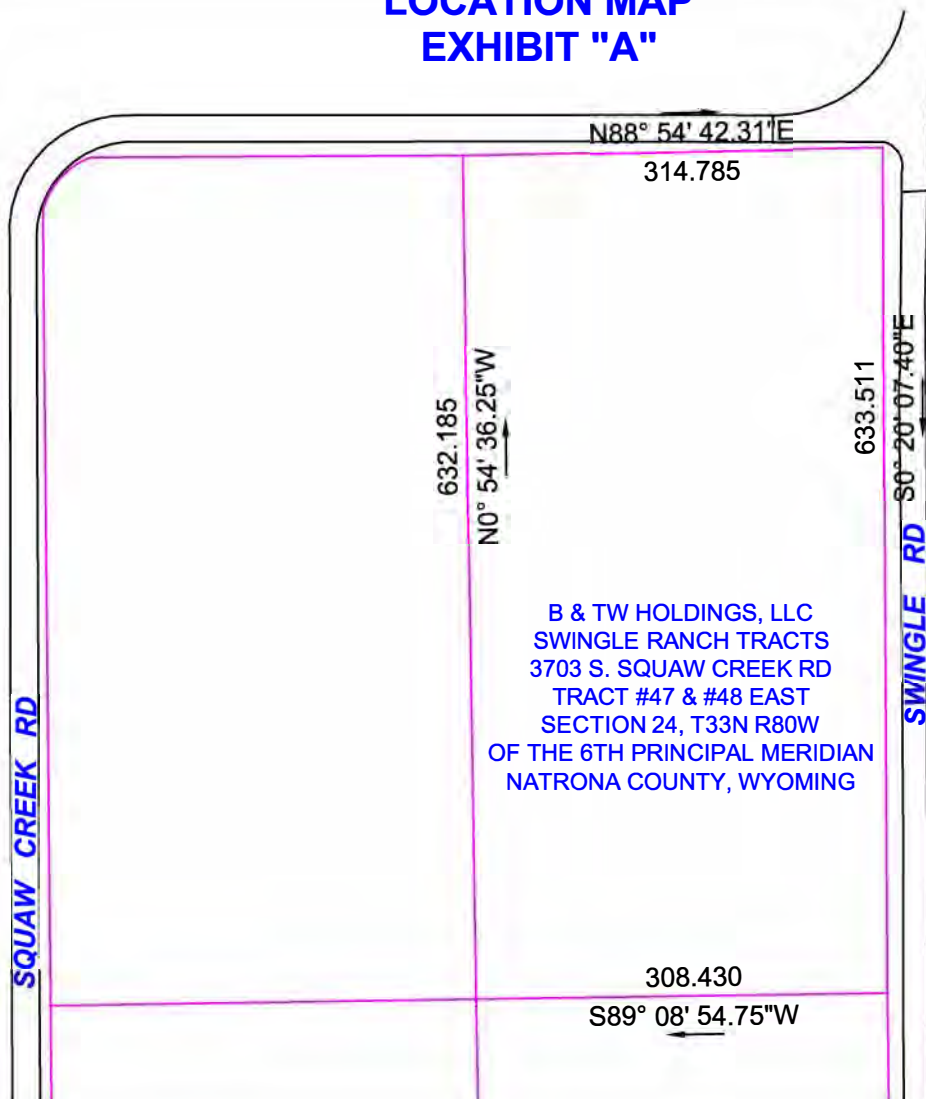 LOCATION MAP
EXHIBIT "A"
N88° 54' 42.31"E
314.785
632.185
N0° 54' 36.25"W
633.511
S0° 20' 07.40"E
SWINGLE RD
B & TW HOLDINGS, LLC
SWINGLE RANCH TRACTS
3703 S. SQUAW CREEK RD
TRACT #47 & #48 EAST
SECTION 24, T33N R80W
OF THE 6TH PRINCIPAL MERIDIAN
NATRONA COUNTY, WYOMING
SQUAW CREEK RD
308.430
S89° 08' 54.75"W